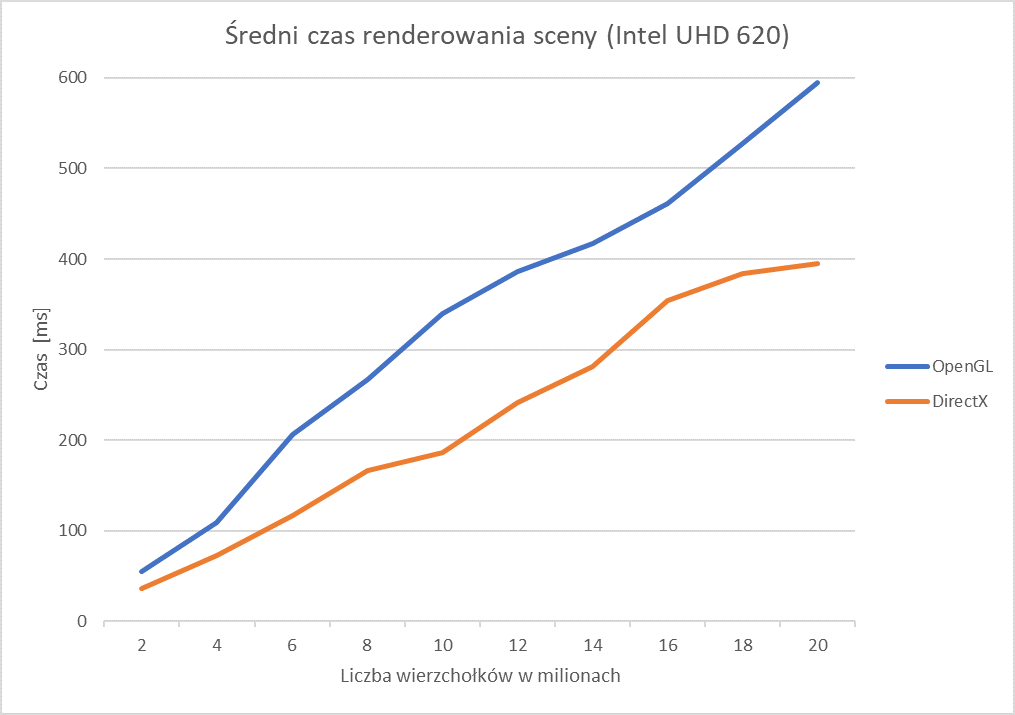 Średni czas renderowania sceny (Intel UHD 620)
600
500
400
300
200
100
0
Czas [ms]
2 4 6 8 10 12 14 16 18 20
Liczba wierzchołków w milionach
OpenGL
DirectX